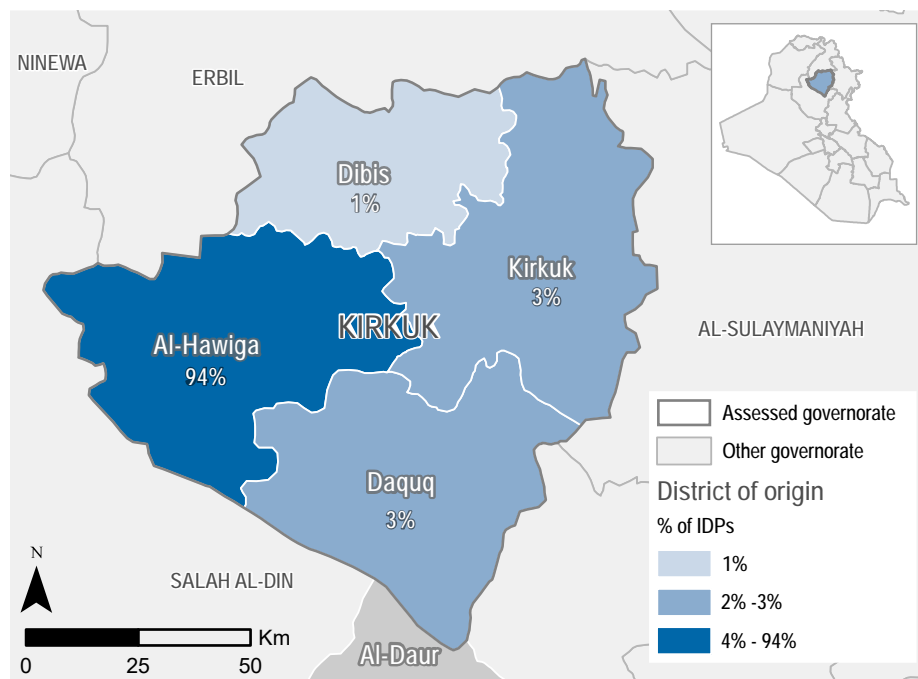 NINEWA
ERBIL
Dibis
1%
Kirkuk
3%
KIRKUK
Al-Hawiga
94%
AL-SULAYMANIYAH
Daquq
3%
SALAH AL-DIN
Al-Daur
N
Km
0 25 50
Assessed governorate
Other governorate
District of origin
% of IDPs
1%
2% -3%
4% - 94%